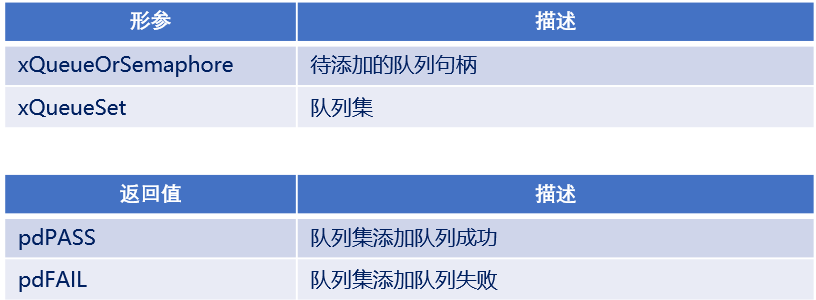 形参 描述
xQueueOrSemaphore 待添加的队列句柄
xQueueSet 队列集
返回值 描述
pdPASS 队列集添加队列成功
pdFAIL 队列集添加队列失败